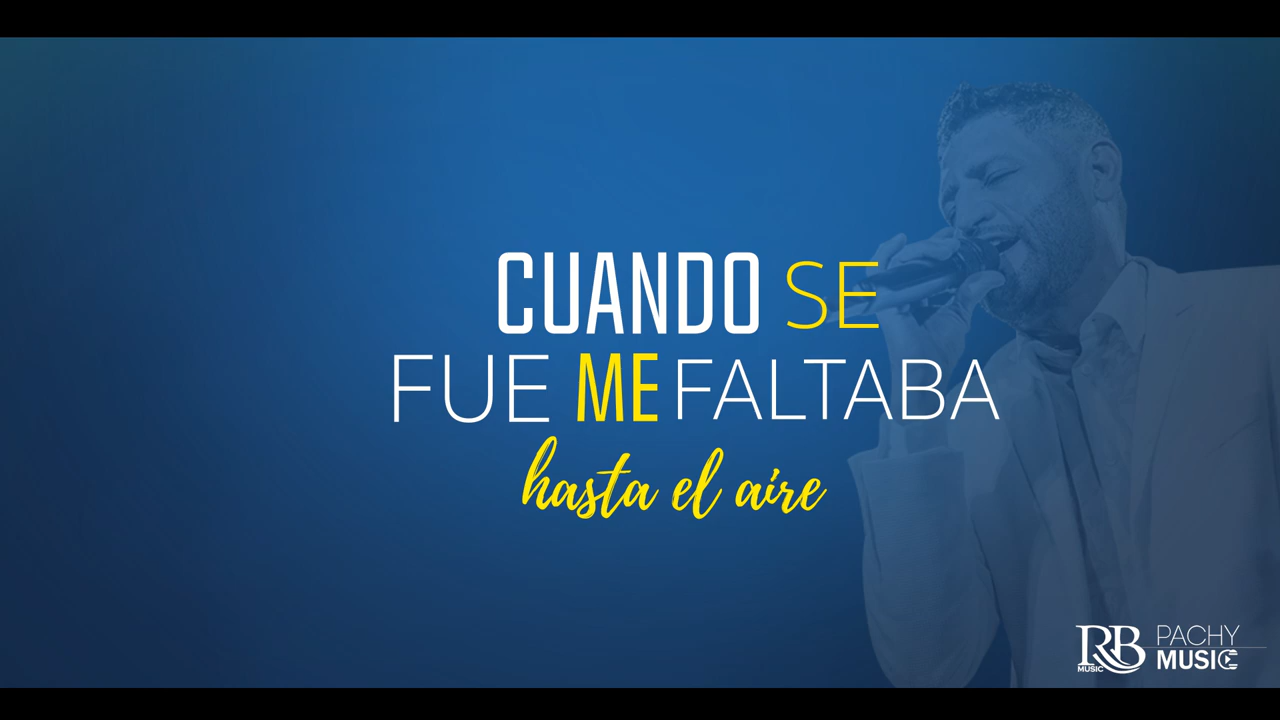 CUANDO SE
FUE ME FALTABA
hasta el aire
RB MUSIC
PACHY
MUSIC